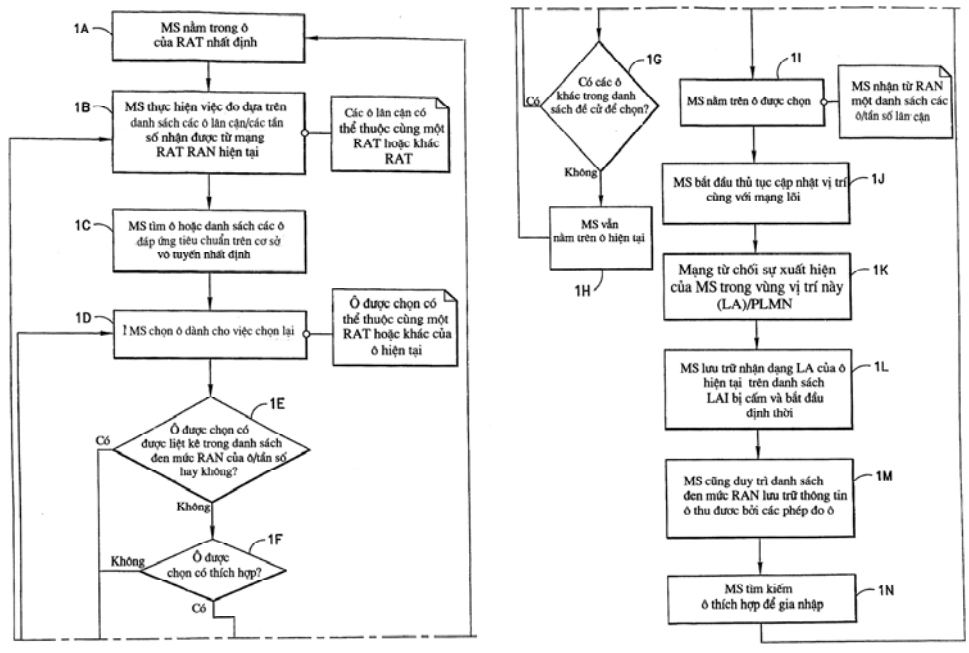 1A
MS nằm trong ô
của RAT nhất định
1B
MS thực hiện việc đo dựa trên
danh sách các ô lân cận/các tần
số nhận được từ mạng
RAT RAN hiện tại
Các ô lân cận có
thể thuộc cùng một
RAT hoặc khác
RAT
1C
MS tìm ô hoặc danh sách các ô
đáp ứng tiêu chuẩn trên cơ sở
vô tuyến nhất định
1D
MS chọn ô dành cho việc chọn lại
Ô được chọn có
thể thuộc cùng một
RAT hoặc khác của
ô hiện tại
1E
Ô được chọn có
được liệt kê trong danh sách
đen mức RAN của ô/tần số
hay không?
Có
Không
1F
Ô được
chọn có thích hợp?
Không
Có
1G
Có các ô
khác trong danh
sách đề cử để chọn?
Có
Không
MS vẫn
nằm trên ô hiện tại
1H
1I
MS nằm trên ô được chọn
MS nhận từ RAN
một danh sách các
ô/tần số lân cận
1J
MS bắt đầu thủ tục cập nhật vị trí
cùng với mạng lõi
1K
Mạng từ chối sự xuất hiện
của MS trong vùng vị trí này
(LA)/PLMN
1L
MS lưu trữ nhận dạng LA của ô
hiện tại trên danh sách
LAI bị cấm và bắt đầu
định thời
1M
MS cũng duy trì danh sách
đen mức RAN lưu trữ thông tin
ô thu được bởi các phép đo ô
1N
MS tìm kiếm
ô thích hợp để gia nhập